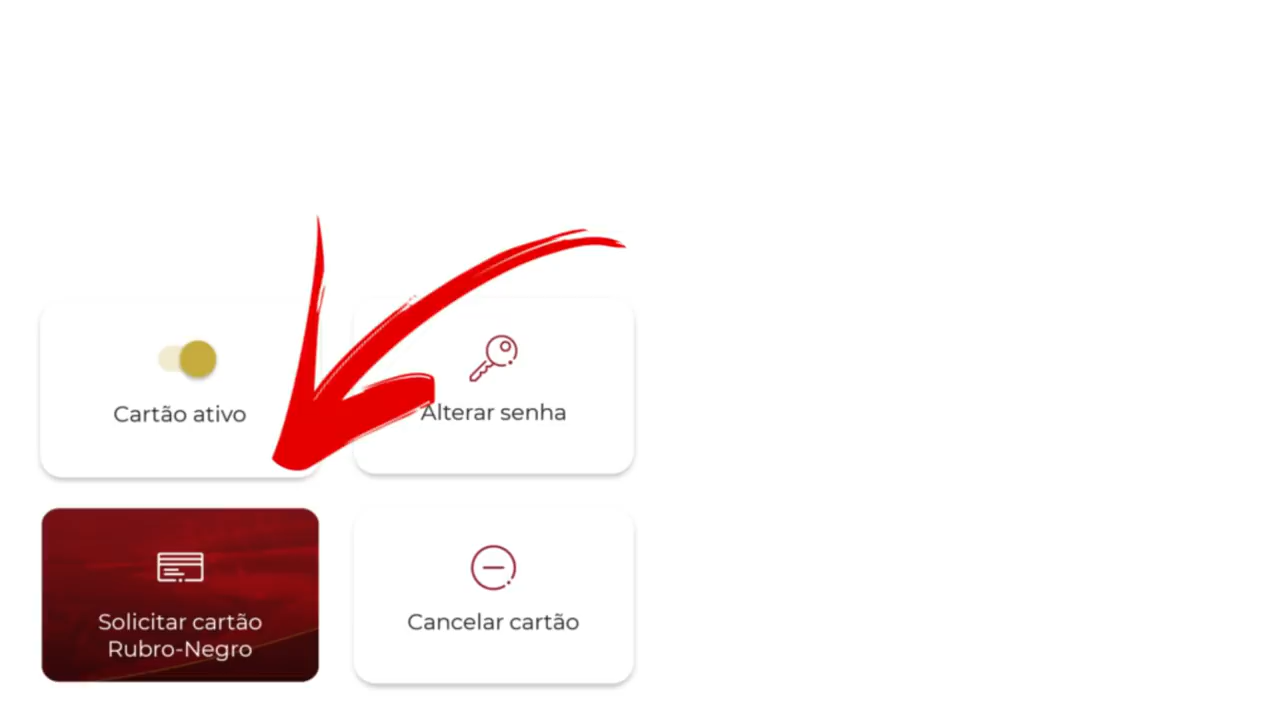 Cartão ativo
Alterar senha
Solicitar cartão
Rubro-Negro
Cancelar cartão